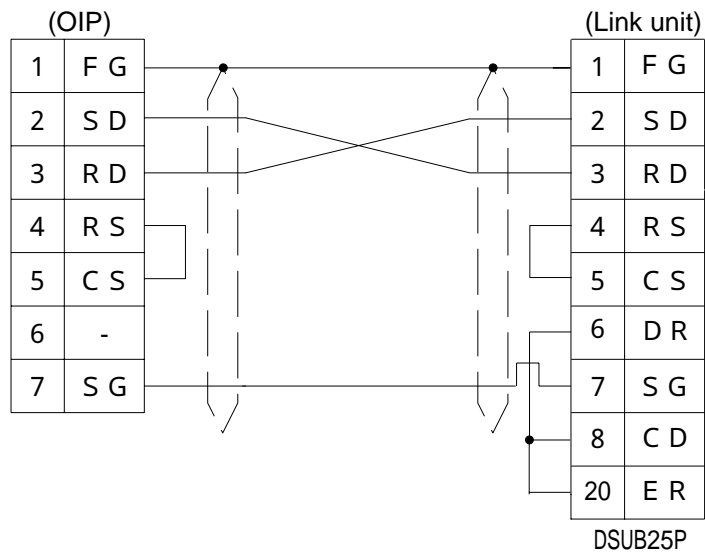 (OIP) (Link unit)
1 F G 1 F G
2 S D 2 S D
3 R D 3 R D
4 R S 4 R S
5 C S 5 C S
6 - 6 D R
7 S G 7 S G
8 C D
20 E R
DSUB25P